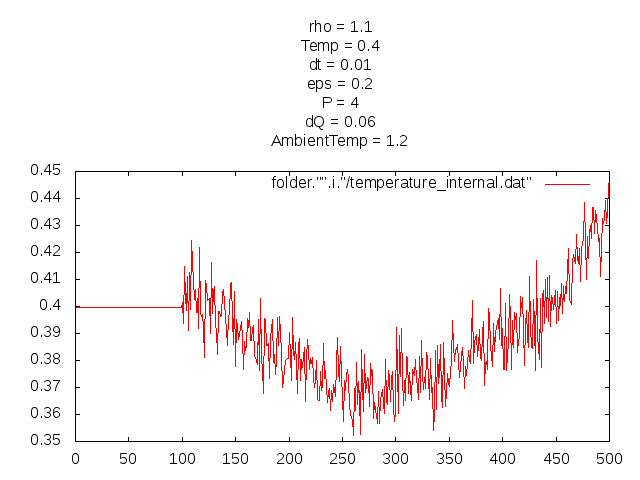 rho = 1.1
Temp = 0.4
dt = 0.01
eps = 0.2
P = 4
dQ = 0.06
AmbientTemp = 1.2
folder."".i."/temperature_internal.dat"
0.45
0.44
0.43
0.42
0.41
0.4
0.39
0.38
0.37
0.36
0.35
0 50 100 150 200 250 300 350 400 450 500